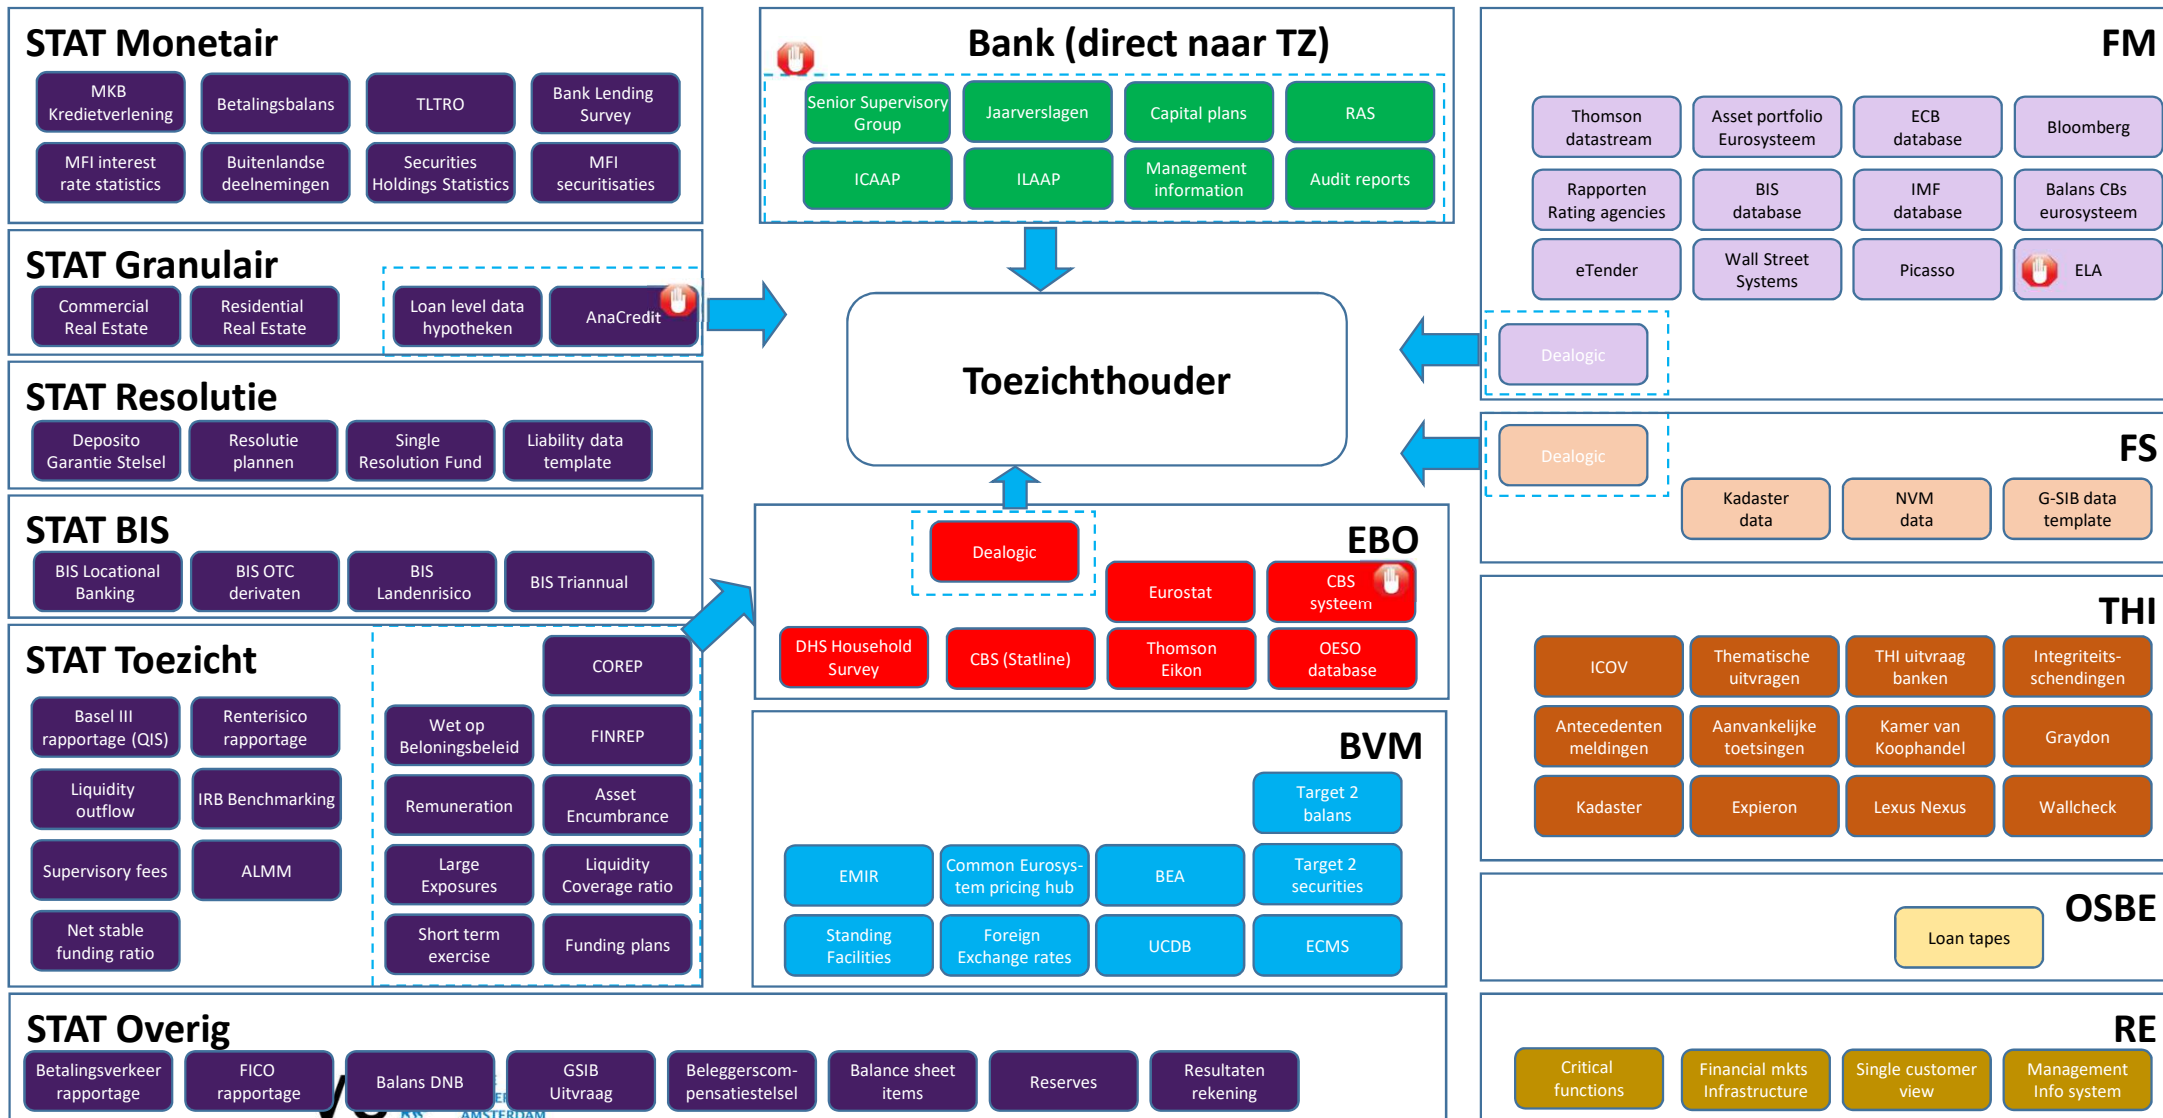 STAT Monetair
MKB
Kredietverlening
Betalingsbalans
TLTRO
Bank Lending
Survey
MFI interest
rate statistics
Buitenlandse
deelnemingen
Securities
Holdings Statistics
MFI
securitisaties
STAT Granulair
Commercial
Real Estate
Residential
Real Estate
Loan level data
hypotheken
AnaCredit
STAT Resolutie
Deposito
Garantie Stelsel
Resolutie
plannen
Single
Resolution Fund
Liability data
template
STAT BIS
BIS Locational
Banking
BIS OTC
derivaten
BIS
Landenrisico
BIS Triannual
STAT Toezicht
Basel III
rapportage (QIS)
Renterisico
rapportage
Liquidity
outflow
IRB Benchmarking
Supervisory fees
ALMM
Net stable
funding ratio
COREP
Wet op
Beloningsbeleid
FINREP
Remuneration
Asset
Encumbrance
Large
Exposures
Liquidity
Coverage ratio
Short term
exercise
Funding plans
STAT Overig
Betalingsverkeer
rapportage
FICO
rapportage
Balans DNB
GSIB
Uitvraag
Beleggerscom-
pensatiestelsel
Balance sheet
items
Reserves
Resultaten
rekening
AMSTERDAM
Bank (direct naar TZ)
Senior Supervisory
Group
Jaarverslagen
Capital plans
RAS
ICAAP
ILAAP
Management
information
Audit reports
Toezichthouder
EBO
Dealogic
Eurostat
CBS
systeem
DHS Household
Survey
CBS (Statline)
Thomson
Eikon
OESO
database
BVM
Target 2
balans
EMIR
Common Eurosys-
tem pricing hub
BEA
Target 2
securities
Standing
Facilities
Foreign
Exchange rates
UCDB
ECMS
FM
Thomson
datastream
Asset portfolio
Eurosysteem
ECB
database
Bloomberg
Rapporten
Rating agencies
BIS
database
IMF
database
Balans CBs
eurosysteem
eTender
Wall Street
Systems
Picasso
ELA
Dealogic
FS
Dealogic
Kadaster
data
NVM
data
G-SIB data
template
THI
ICOV
Thematische
uitvragen
THI uitvraag
banken
Integriteits-
schendingen
Antecedenten
meldingen
Aanvankelijke
toetsingen
Kamer van
Koophandel
Graydon
Kadaster
Expieron
Lexus Nexus
Wallcheck
OSBE
Loan tapes
RE
Critical
functions
Financial mkts
Infrastructure
Single customer
view
Management
Info system